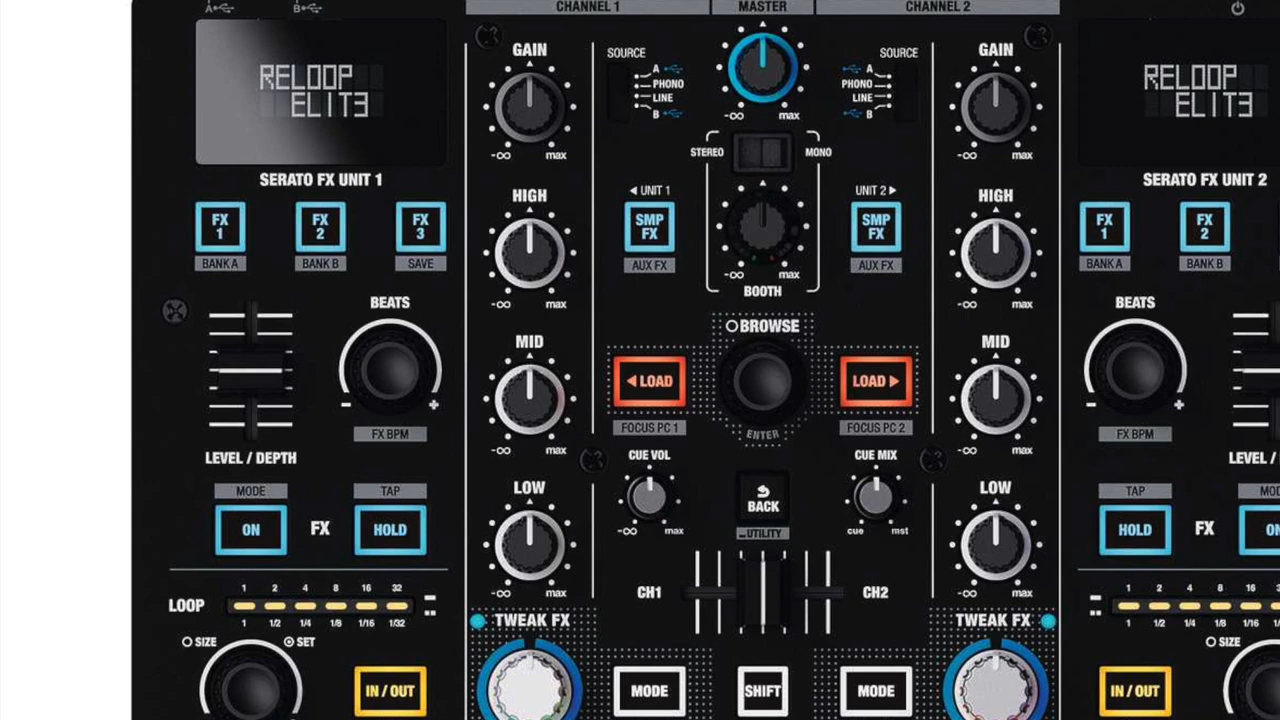 CHANNEL 1
MASTER
CHANNEL 2
A
B
RELOOP
ELIT3
SERATO FX UNIT 1
FX
1
FX
2
FX
3
BANK A
BANK B
SAVE
BEATS
-
+
FX BPM
LEVEL / DEPTH
MODE
TAP
ON
FX
HOLD
1 2 4 8 16 32
LOOP
1 1/2 1/4 1/8 1/16 1/32
SIZE
SET
IN / OUT
GAIN
-∞ max
HIGH
-∞ max
MID
-∞ max
LOW
-∞ max
TWEAK FX
SOURCE
A
PHONO
LINE
B
-∞ max
SOURCE
A
PHONO
LINE
B
STEREO
MONO
◄ UNIT 1
SMP
FX
AUX FX
-∞ max
BOOTH
UNIT 2 ►
SMP
FX
AUX FX
BROWSE
◄ LOAD
LOAD ►
FOCUS PC 1
ENTER
FOCUS PC 2
CUE VOL
-∞ max
BACK
UTILITY
CUE MIX
cue mst
CH1
CH2
MODE
SHIFT
MODE
GAIN
-∞ max
HIGH
-∞ max
MID
-∞ max
LOW
-∞ max
TWEAK FX
RELOOP
ELIT3
SERATO FX UNIT 2
FX
1
FX
2
BANK A
BANK B
BEATS
-
+
FX BPM
LEVEL /
TAP
HOLD
FX
ON
1 2 4 8 16
1 1/2 1/4 1/8 1/16
SIZE
IN / OUT